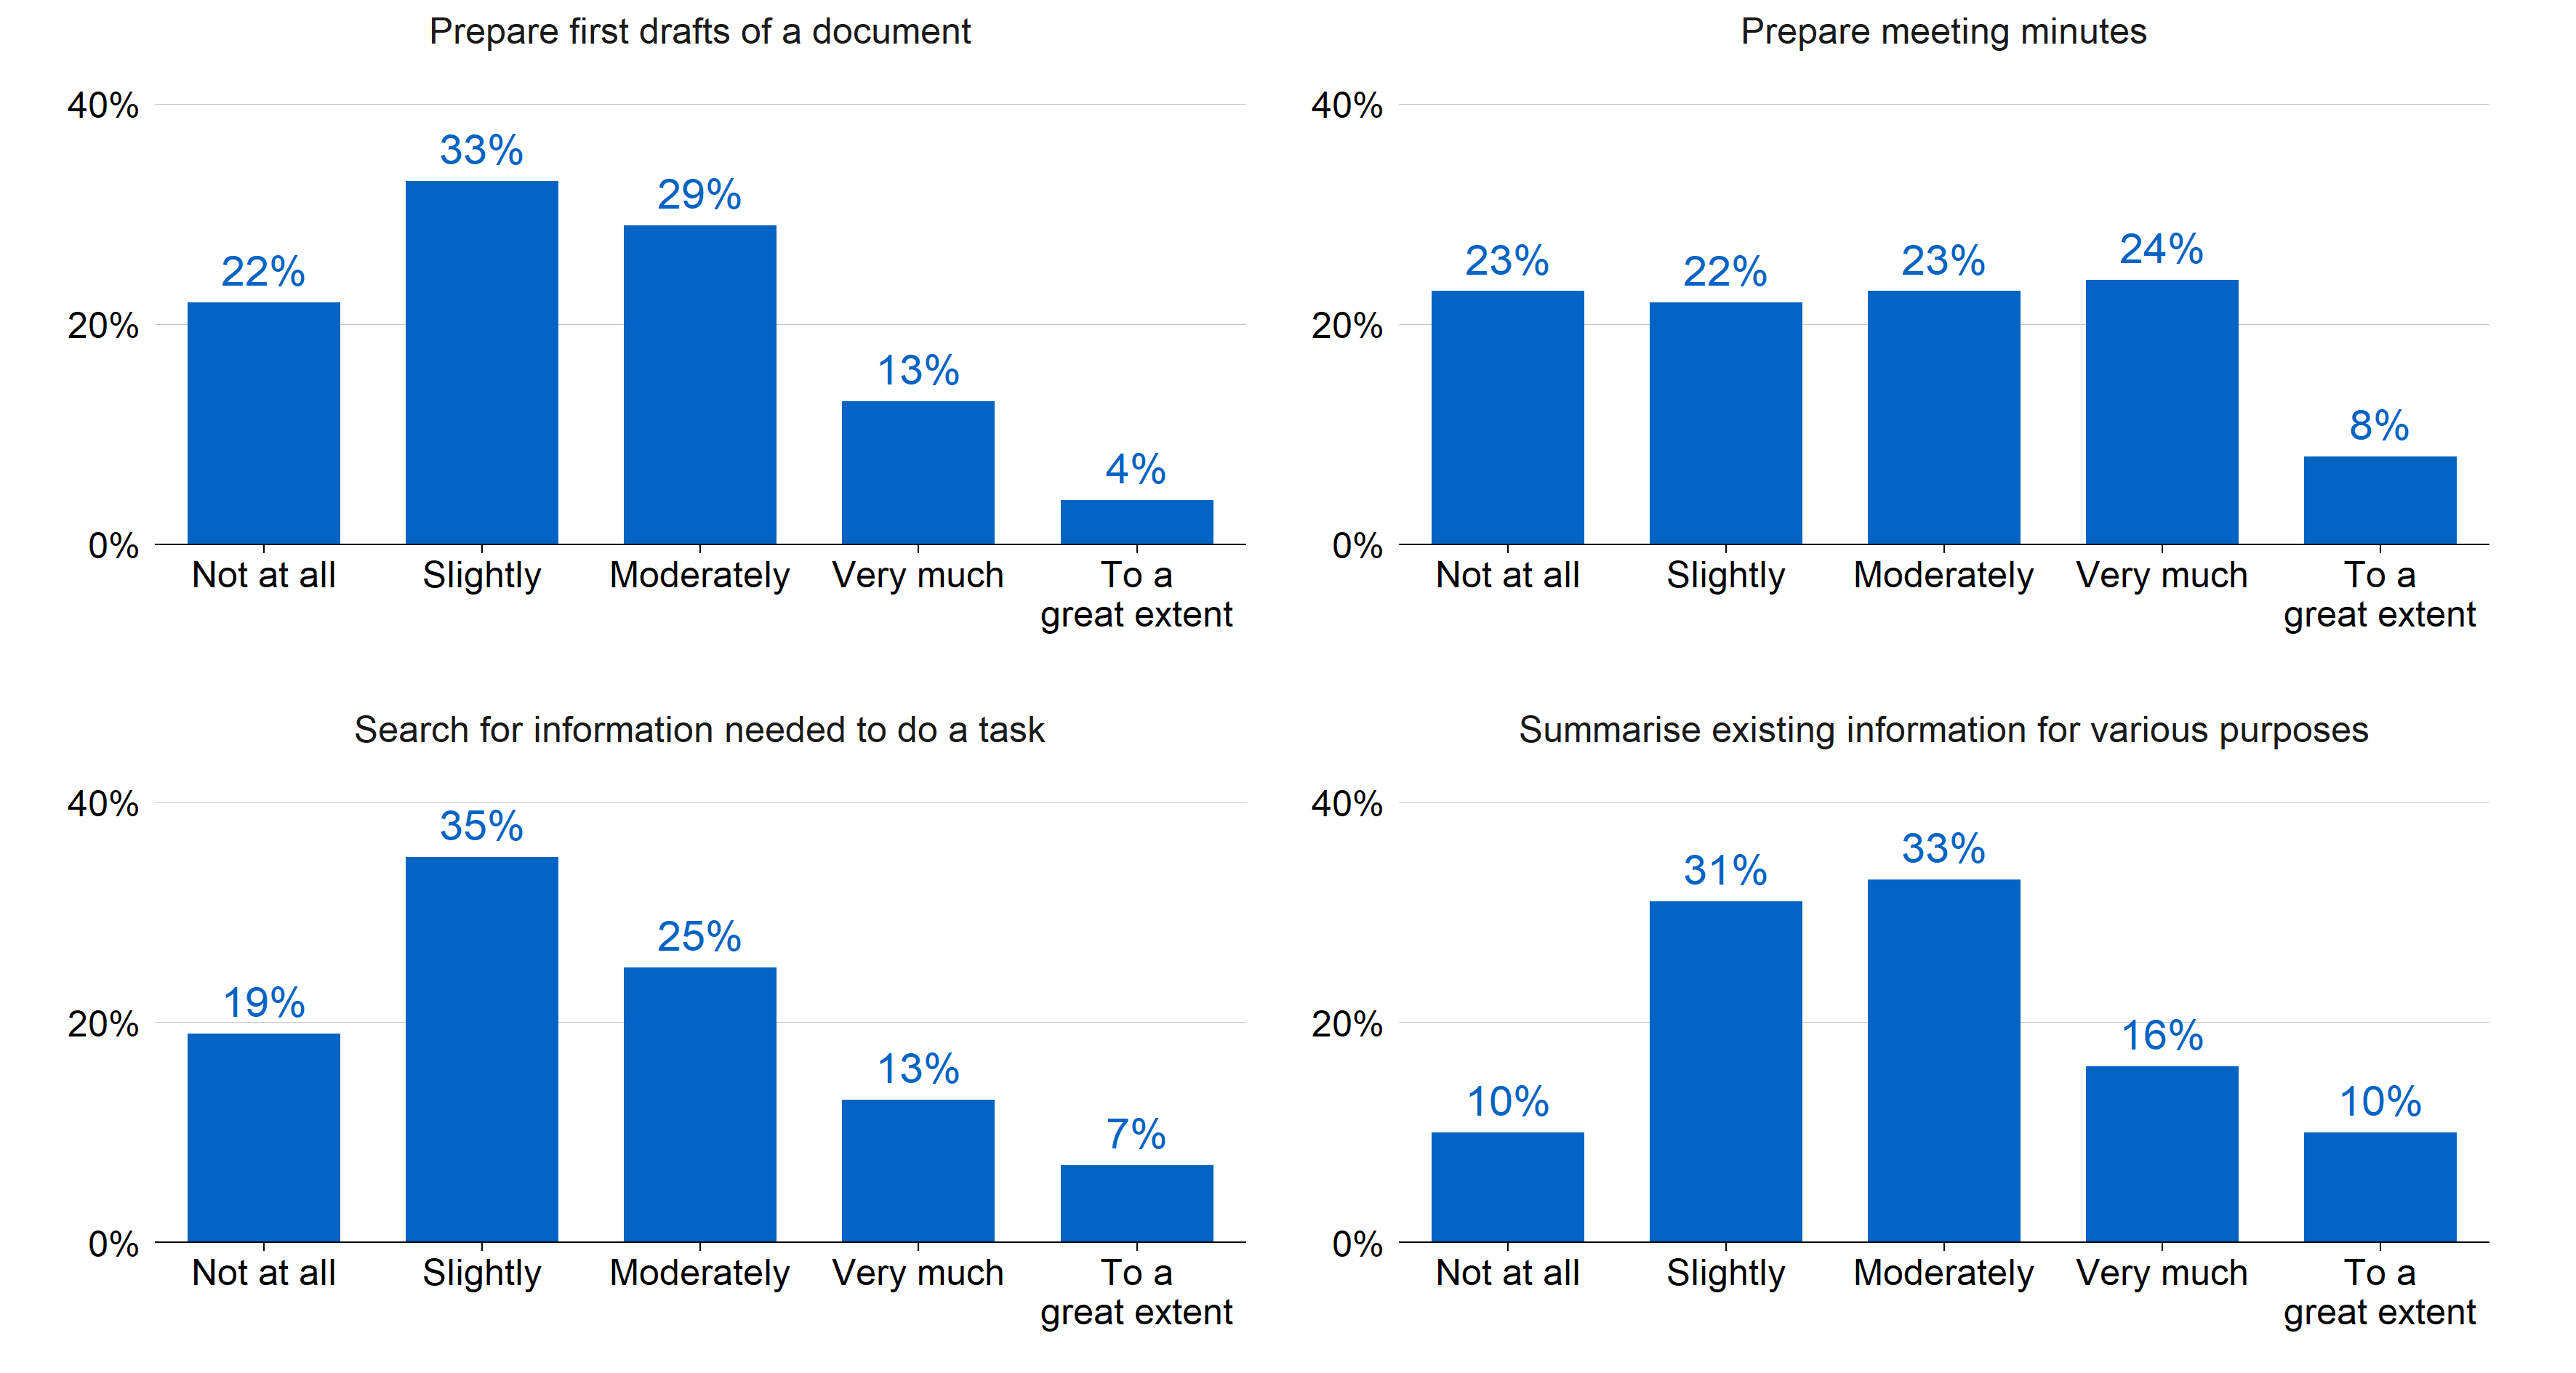 Prepare first drafts of a document
40%
20%
0%
22%
33%
29%
13%
4%
Not at all
Slightly
Moderately
Very much
To a
great extent
Prepare meeting minutes
40%
20%
0%
23%
22%
23%
24%
8%
Not at all
Slightly
Moderately
Very much
To a
great extent
Search for information needed to do a task
40%
20%
0%
19%
35%
25%
13%
7%
Not at all
Slightly
Moderately
Very much
To a
great extent
Summarise existing information for various purposes
40%
20%
0%
10%
31%
33%
16%
10%
Not at all
Slightly
Moderately
Very much
To a
great extent